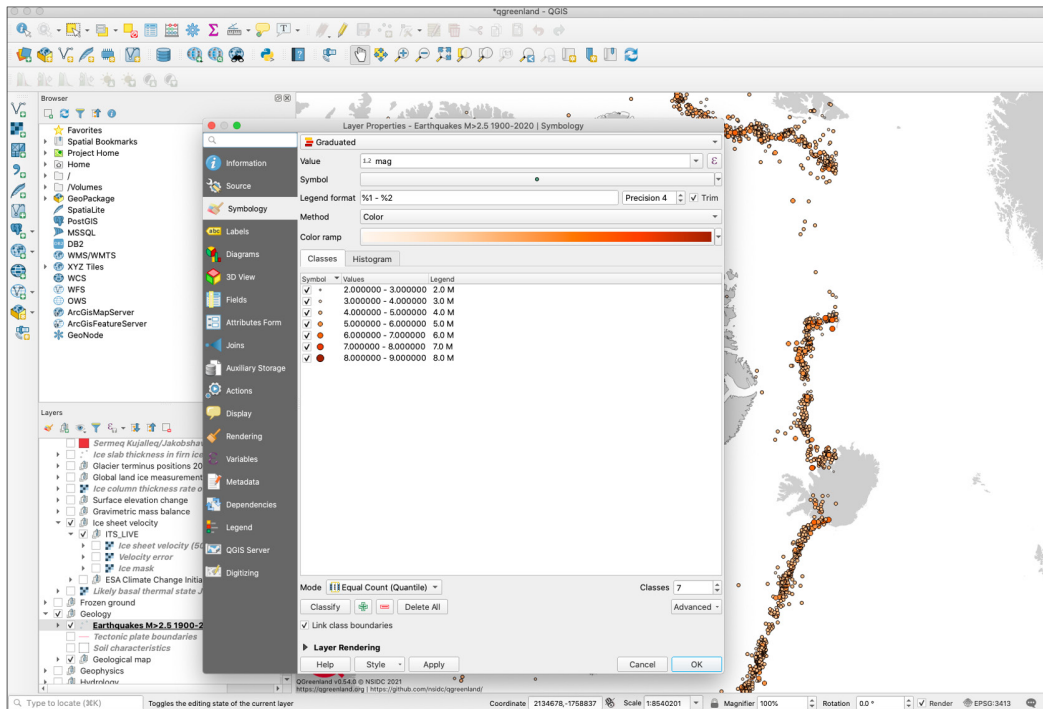 *qgreenland - QGIS
Browser
Favorites
Spatial Bookmarks
Project Home
Home
/
/Volumes
GeoPackage
SpatiaLite
PostGIS
MSSQL
DB2
WMS/WMTS
XYZ Tiles
WCS
WFS
OWS
ArcGisMapServer
ArcGisFeatureServer
GeoNode
Layers
Sermeq Kujalleq/Jakobshav
Ice slab thickness in firn ice
Glacier terminus positions 20
Global land ice measurement
Ice column thickness rate o
Surface elevation change
Gravimetric mass balance
Ice sheet velocity
ITS_LIVE
Ice sheet velocity (50
Velocity error
Ice mask
ESA Climate Change Initia
Likely basal thermal state J
Frozen ground
Geology
Earthquakes M>2.5 1900-2
Tectonic plate boundaries
Soil characteristics
Geological map
Geophysics
Hydrology
Layer Properties - Earthquakes M>2.5 1900-2020 | Symbology
Information
Source
Symbology
abc Labels
Diagrams
3D View
Fields
Attributes Form
Joins
Auxiliary Storage
Actions
Display
Rendering
Variables
Metadata
Dependencies
Legend
QGIS Server
Digitizing
Graduated
Value 1.2 mag ε
Symbol
Legend format %1 - %2 Precision 4 Trim
Method Color
Color ramp
Classes Histogram
Symbol Values Legend
2.000000 - 3.000000 2.0 M
3.000000 - 4.000000 3.0 M
4.000000 - 5.000000 4.0 M
5.000000 - 6.000000 5.0 M
6.000000 - 7.000000 6.0 M
7.000000 - 8.000000 7.0 M
8.000000 - 9.000000 8.0 M
Mode Equal Count (Quantile) Classes 7
Classify Delete All Advanced
Link class boundaries
Layer Rendering
Help Style Apply Cancel OK
QGreenland v0.54.0 © NSIDC 2021
https://qgreenland.org | https://github.com/nsidc/qgreenland/
Type to locate (⌘K) Toggles the editing state of the current layer Coordinate 2134678,-1758837 Scale 1:8540201 Magnifier 100% Rotation 0.0 ° Render EPSG:3413